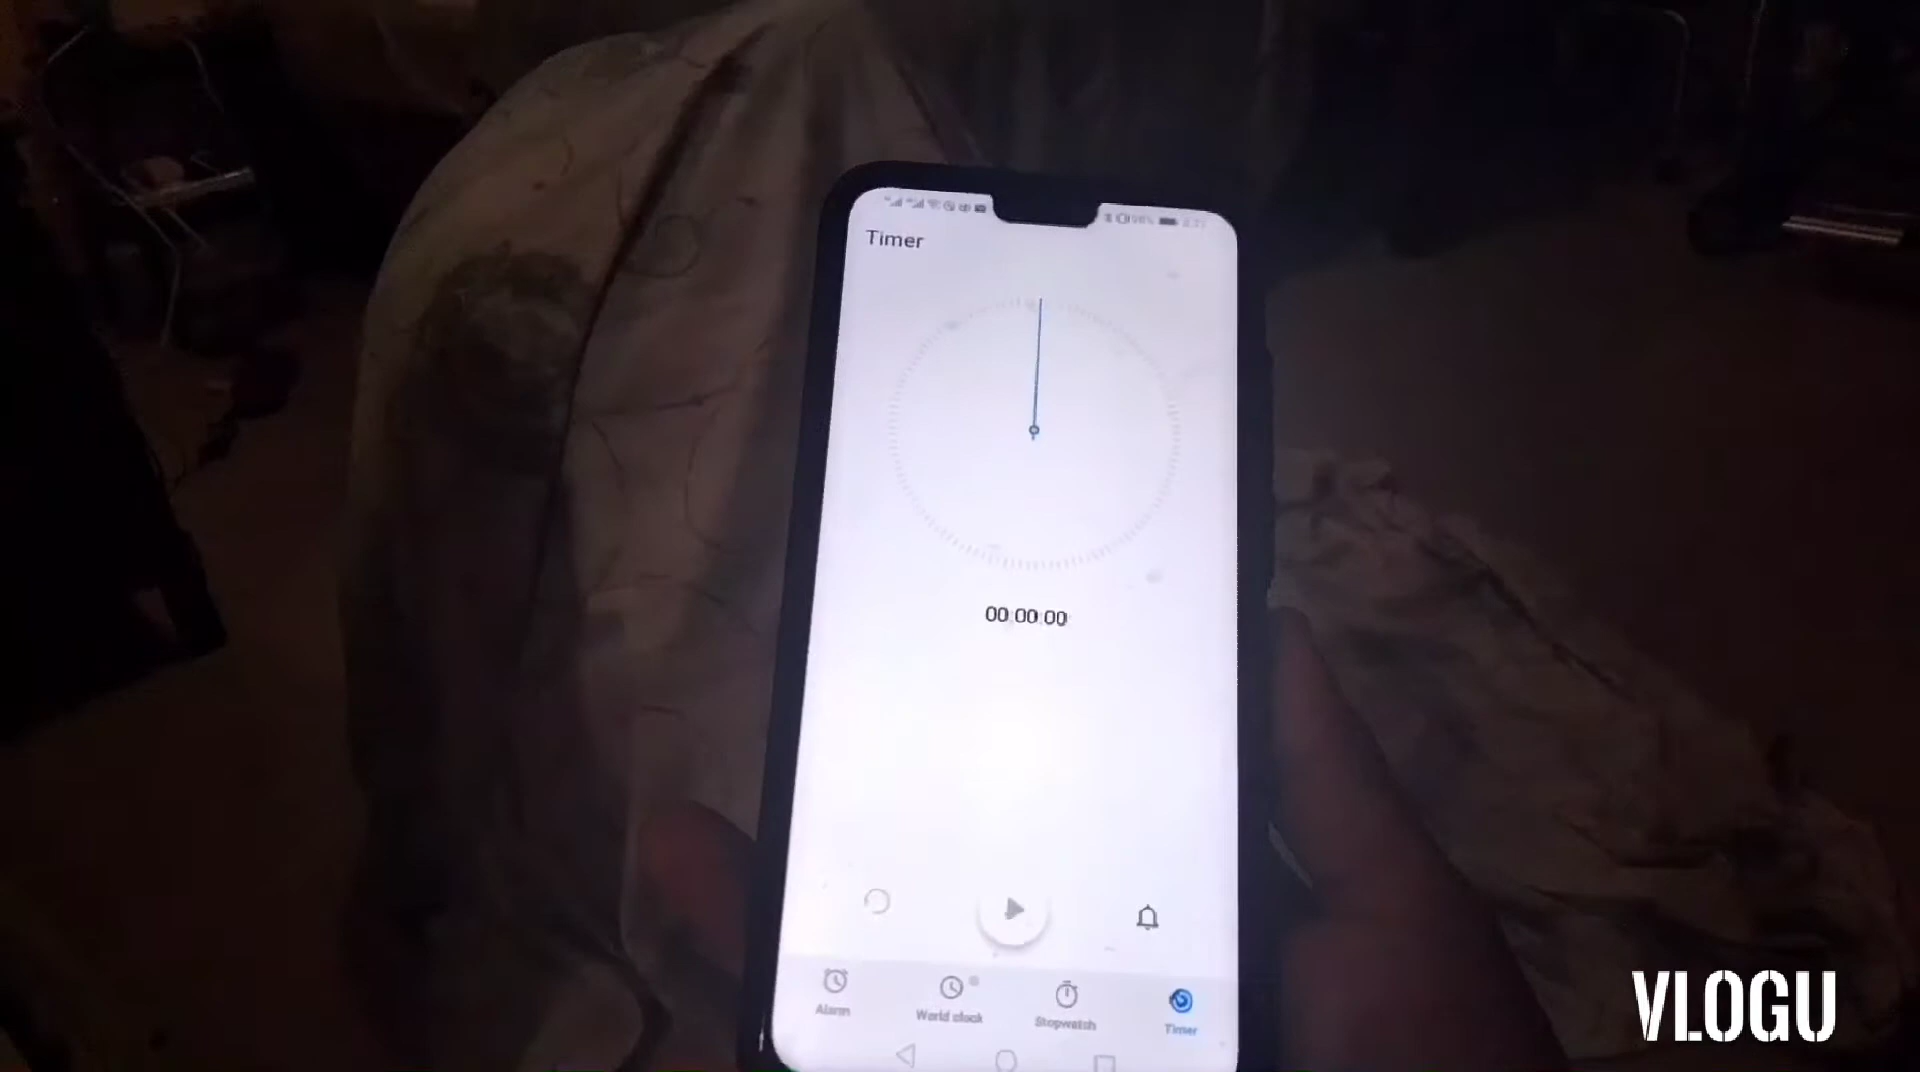 Timer
00:00:00
Alarm
World clock
Stopwatch
Timer
VLOGU